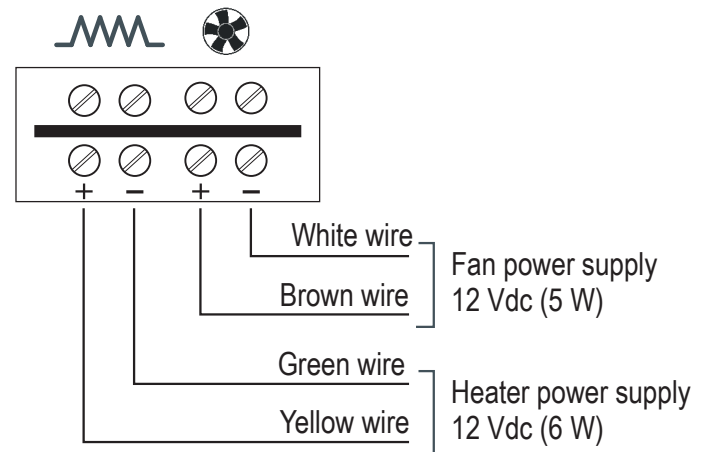 + − + −
White wire
Fan power supply
Brown wire
12 Vdc (5 W)
Green wire
Heater power supply
Yellow wire
12 Vdc (6 W)